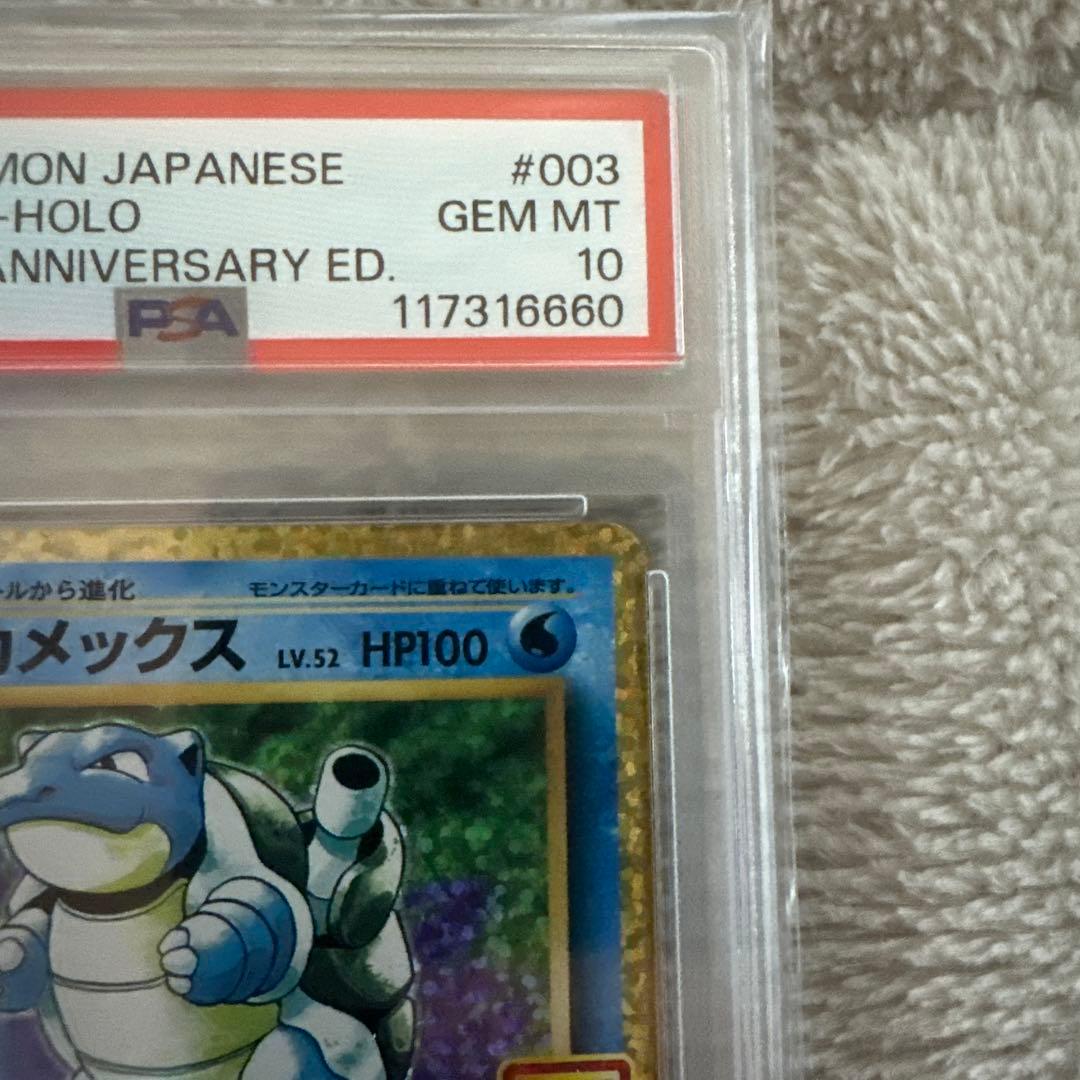 MON JAPANESE #003
-HOLO GEM MT
ANNIVERSARY ED. 10
PSA 117316660
ールから進化 モンスターカードに重ねて使います。
カメックス LV.52 HP100